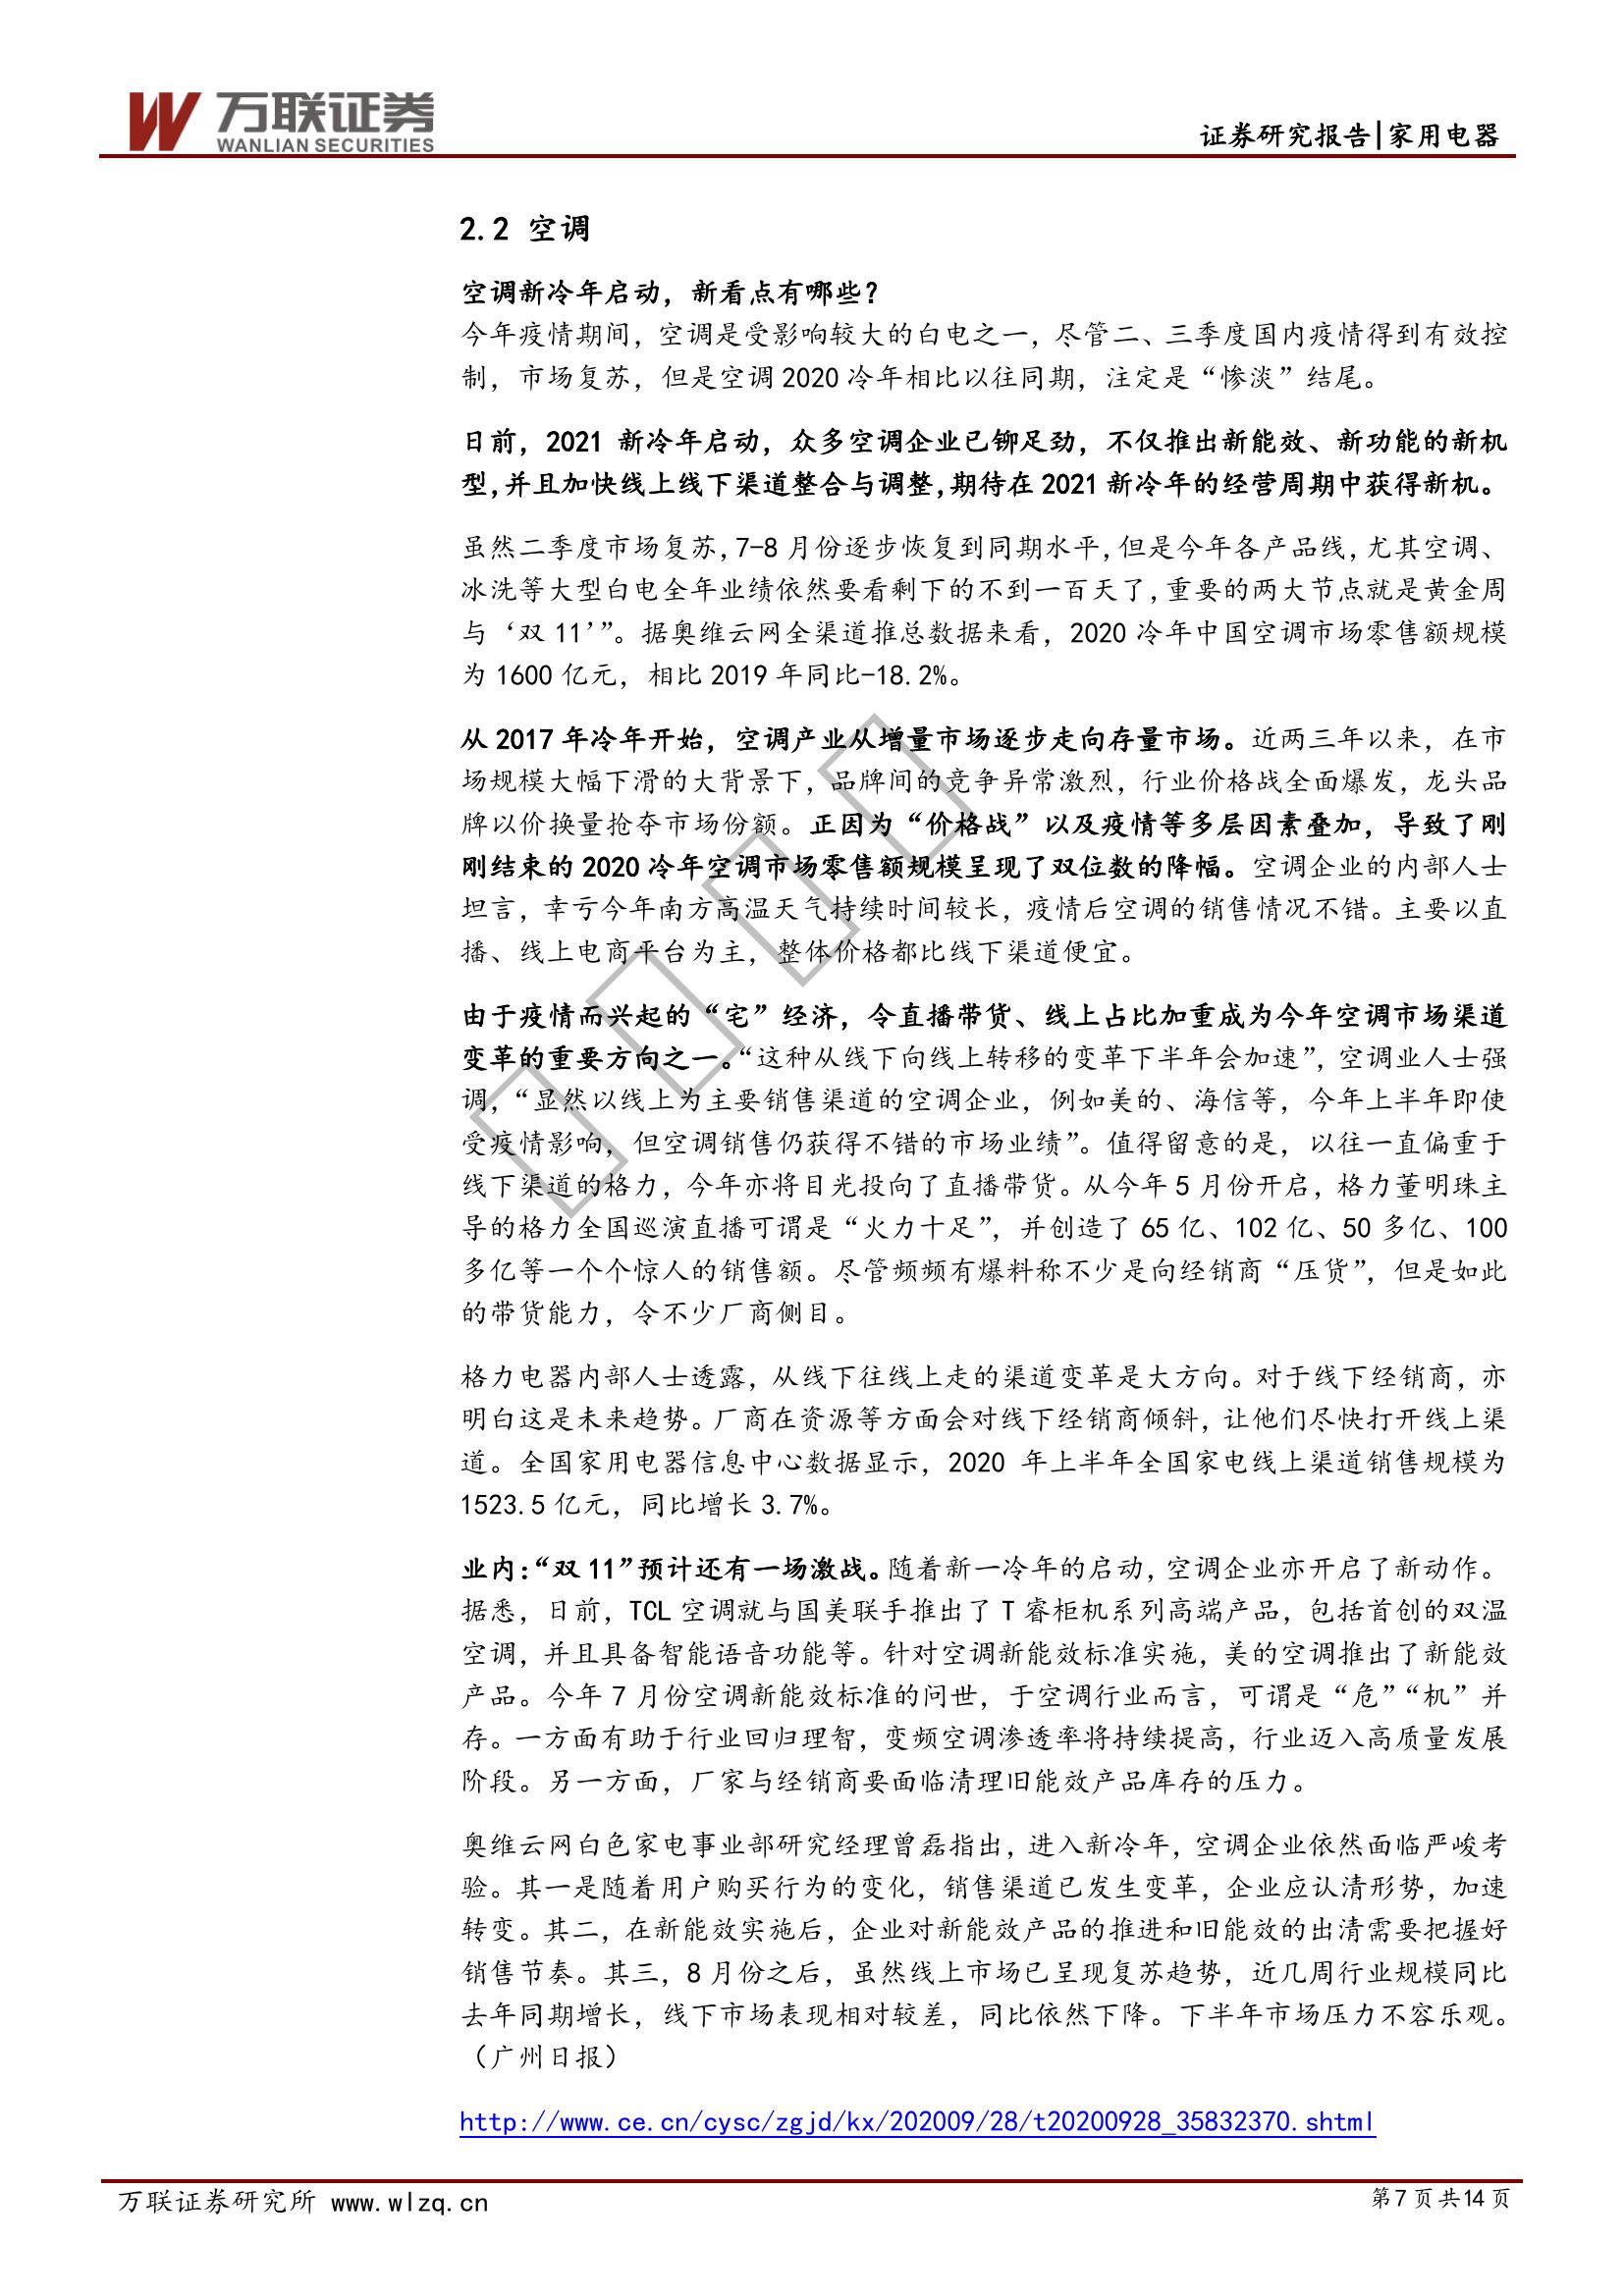 万联证券
WANLIAN SECURITIES
证券研究报告|家用电器
2.2 空调
空调新冷年启动，新看点有哪些？
今年疫情期间，空调是受影响较大的白电之一，尽管二、三季度国内疫情得到有效控
制，市场复苏，但是空调 2020 冷年相比以往同期，注定是“惨淡”结尾。
日前，2021 新冷年启动，众多空调企业已铆足劲，不仅推出新能效、新功能的新机
型，并且加快线上线下渠道整合与调整，期待在 2021 新冷年的经营周期中获得新机。
虽然二季度市场复苏，7-8 月份逐步恢复到同期水平，但是今年各产品线，尤其空调、
冰洗等大型白电全年业绩依然要看剩下的不到一百天了，重要的两大节点就是黄金周
与‘双 11’”。据奥维云网全渠道推总数据来看，2020 冷年中国空调市场零售额规模
为 1600 亿元，相比 2019 年同比-18.2%。
从 2017 年冷年开始，空调产业从增量市场逐步走向存量市场。近两三年以来，在市
场规模大幅下滑的大背景下，品牌间的竞争异常激烈，行业价格战全面爆发，龙头品
牌以价换量抢夺市场份额。正因为“价格战”以及疫情等多层因素叠加，导致了刚
刚结束的 2020 冷年空调市场零售额规模呈现了双位数的降幅。空调企业的内部人士
坦言，幸亏今年南方高温天气持续时间较长，疫情后空调的销售情况不错。主要以直
播、线上电商平台为主，整体价格都比线下渠道便宜。
由于疫情而兴起的“宅”经济，令直播带货、线上占比加重成为今年空调市场渠道
变革的重要方向之一。“这种从线下向线上转移的变革下半年会加速”，空调业人士强
调，“显然以线上为主要销售渠道的空调企业，例如美的、海信等，今年上半年即使
受疫情影响，但空调销售仍获得不错的市场业绩”。值得留意的是，以往一直偏重于
线下渠道的格力，今年亦将目光投向了直播带货。从今年 5 月份开启，格力董明珠主
导的格力全国巡演直播可谓是“火力十足”，并创造了 65 亿、102 亿、50 多亿、100
多亿等一个个惊人的销售额。尽管频频有爆料称不少是向经销商“压货”，但是如此
的带货能力，令不少厂商侧目。
格力电器内部人士透露，从线下往线上走的渠道变革是大方向。对于线下经销商，亦
明白这是未来趋势。厂商在资源等方面会对线下经销商倾斜，让他们尽快打开线上渠
道。全国家用电器信息中心数据显示，2020 年上半年全国家电线上渠道销售规模为
1523.5 亿元，同比增长 3.7%。
业内：“双 11”预计还有一场激战。随着新一冷年的启动，空调企业亦开启了新动作。
据悉，日前，TCL 空调就与国美联手推出了 T 睿柜机系列高端产品，包括首创的双温
空调，并且具备智能语音功能等。针对空调新能效标准实施，美的空调推出了新能效
产品。今年 7 月份空调新能效标准的问世，于空调行业而言，可谓是“危”“机”并
存。一方面有助于行业回归理智，变频空调渗透率将持续提高，行业迈入高质量发展
阶段。另一方面，厂家与经销商要面临清理旧能效产品库存的压力。
奥维云网白色家电事业部研究经理曾磊指出，进入新冷年，空调企业依然面临严峻考
验。其一是随着用户购买行为的变化，销售渠道已发生变革，企业应认清形势，加速
转变。其二，在新能效实施后，企业对新能效产品的推进和旧能效的出清需要把握好
销售节奏。其三，8 月份之后，虽然线上市场已呈现复苏趋势，近几周行业规模同比
去年同期增长，线下市场表现相对较差，同比依然下降。下半年市场压力不容乐观。
（广州日报）
http://www.ce.cn/cysc/zgjd/kx/202009/28/t20200928_35832370.shtml
万联证券研究所 www.wlzq.cn
第 7 页 共 14 页